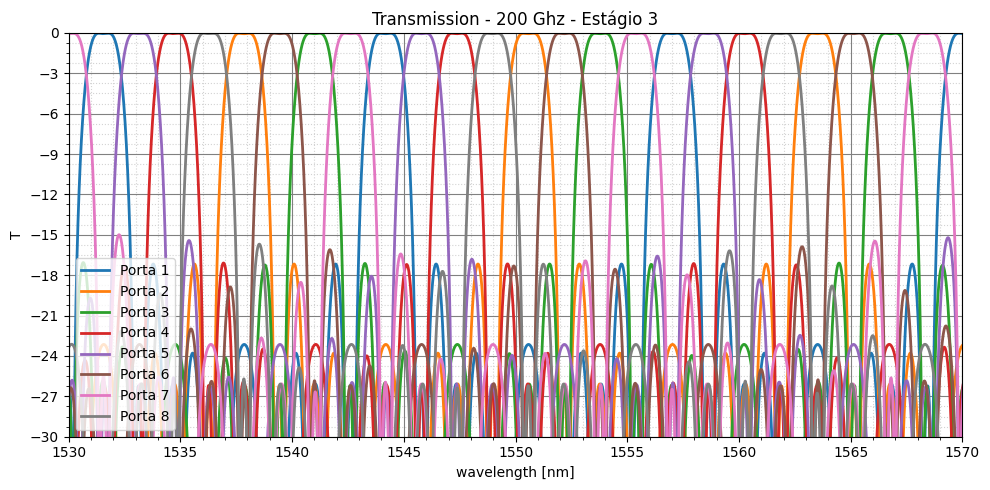 Transmission - 200 Ghz - Estágio 3
T
0
−3
−6
−9
−12
−15
−18
−21
−24
−27
−30
Porta 1
Porta 2
Porta 3
Porta 4
Porta 5
Porta 6
Porta 7
Porta 8
1530 1535 1540 1545 1550 1555 1560 1565 1570
wavelength [nm]